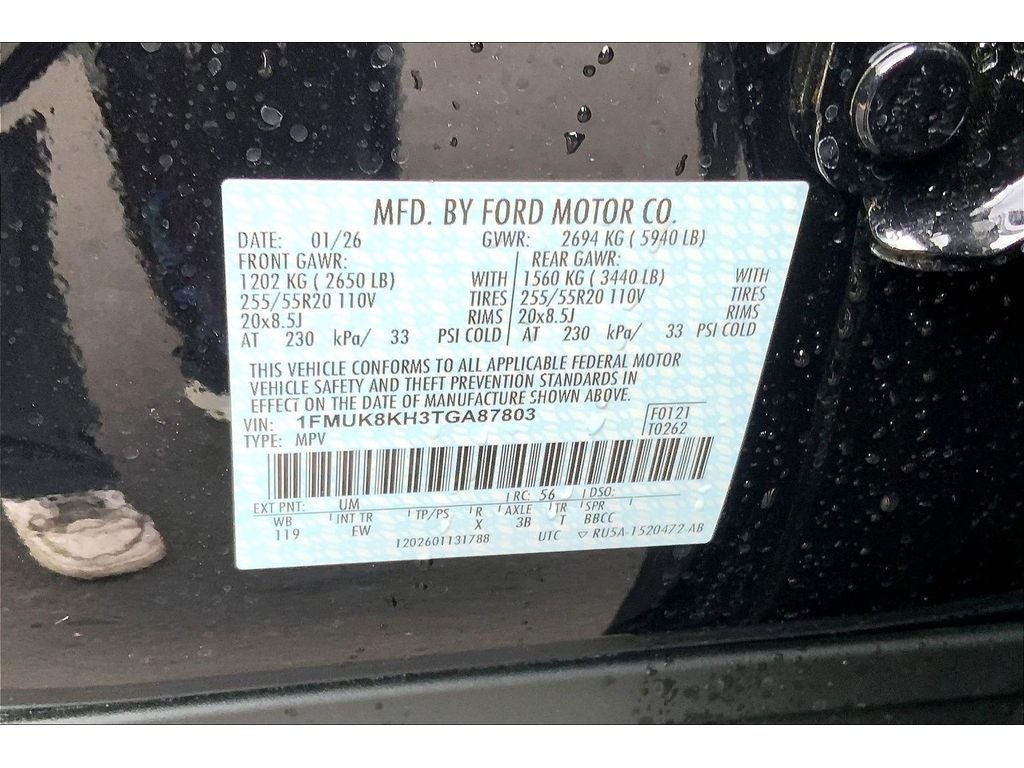 MFD. BY FORD MOTOR CO.
DATE: 01/26 GVWR: 2694 KG ( 5940 LB)
FRONT GAWR: REAR GAWR:
1202 KG ( 2650 LB) WITH 1560 KG ( 3440 LB) WITH
255/55R20 110V TIRES 255/55R20 110V TIRES
20x8.5J RIMS 20x8.5J RIMS
AT 230 kPa/ 33 PSI COLD AT 230 kPa/ 33 PSI COLD
THIS VEHICLE CONFORMS TO ALL APPLICABLE FEDERAL MOTOR
VEHICLE SAFETY AND THEFT PREVENTION STANDARDS IN
EFFECT ON THE DATE OF MANUFACTURE SHOWN ABOVE.
VIN: 1FMUK8KH3TGA87803 F0121
TYPE: MPV T0262
EXT PNT: UM RC: 56 DSO:
WB INT TR TP/PS R AXLE TR SPR
119 EW X 3B T BBCC
1202601131788 UTC ▽ RU5A-1520472-AB